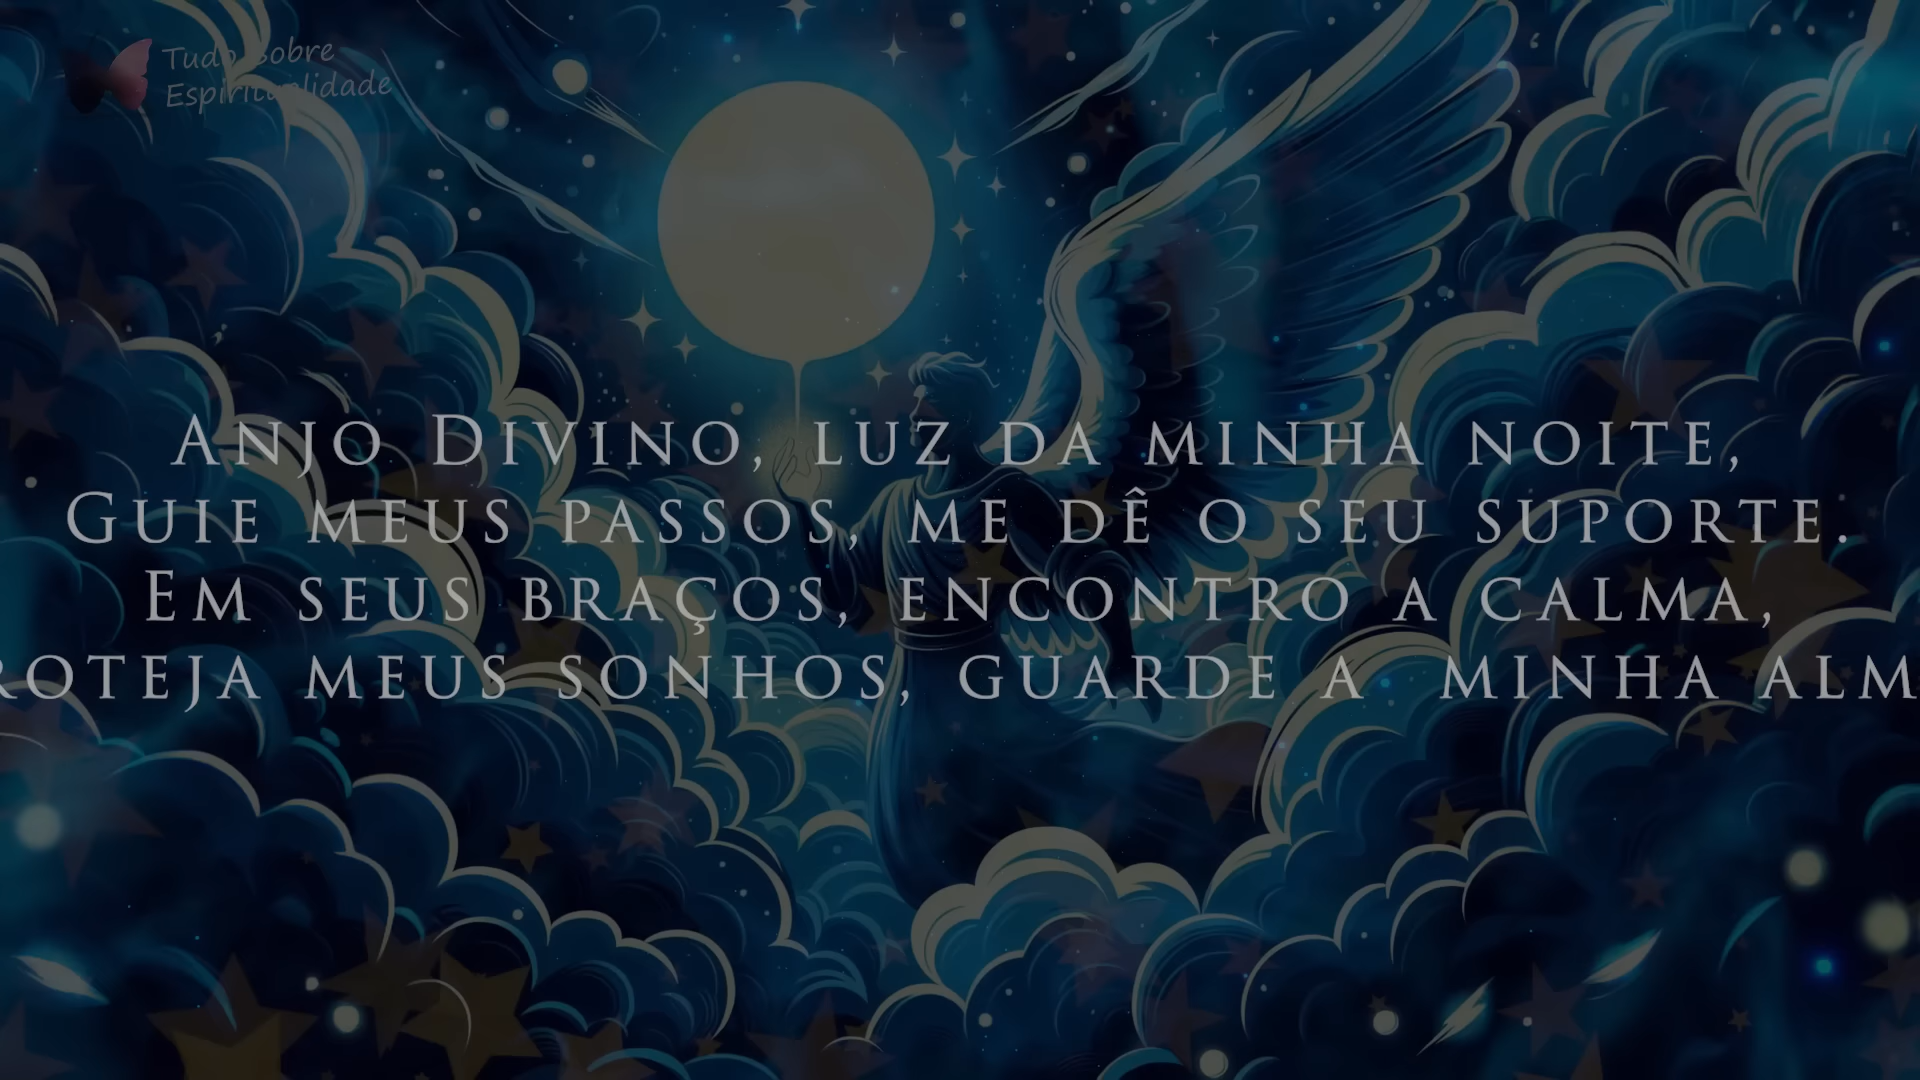 Tudo Sobre
Espiritualidade
Anjo Divino, luz da minha noite,
Guie meus passos, me dê o seu suporte.
Em seus braços, encontro a calma,
roteja meus sonhos, guarde a minha alm